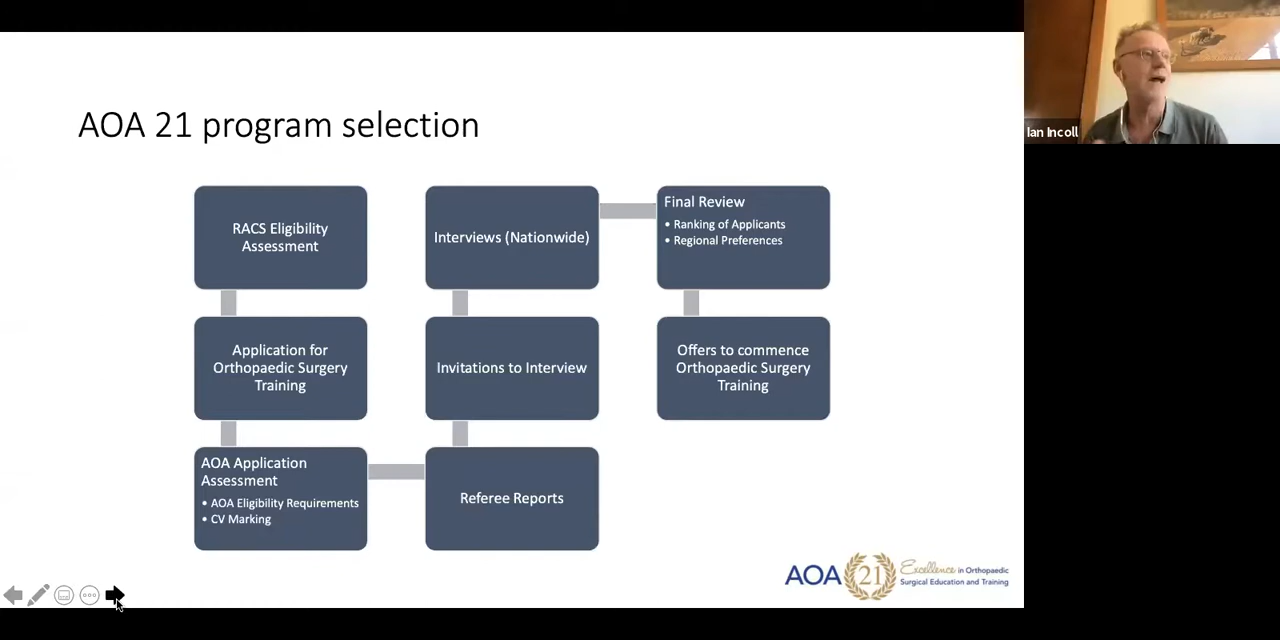 AOA 21 program selection
RACS Eligibility
Assessment
Application for
Orthopaedic Surgery
Training
AOA Application
Assessment
• AOA Eligibility Requirements
• CV Marking
Referee Reports
Invitations to Interview
Interviews (Nationwide)
Final Review
• Ranking of Applicants
• Regional Preferences
Offers to commence
Orthopaedic Surgery
Training
AOA 21 Excellence in Orthopaedic
Surgical Education and Training
Ian Incoll